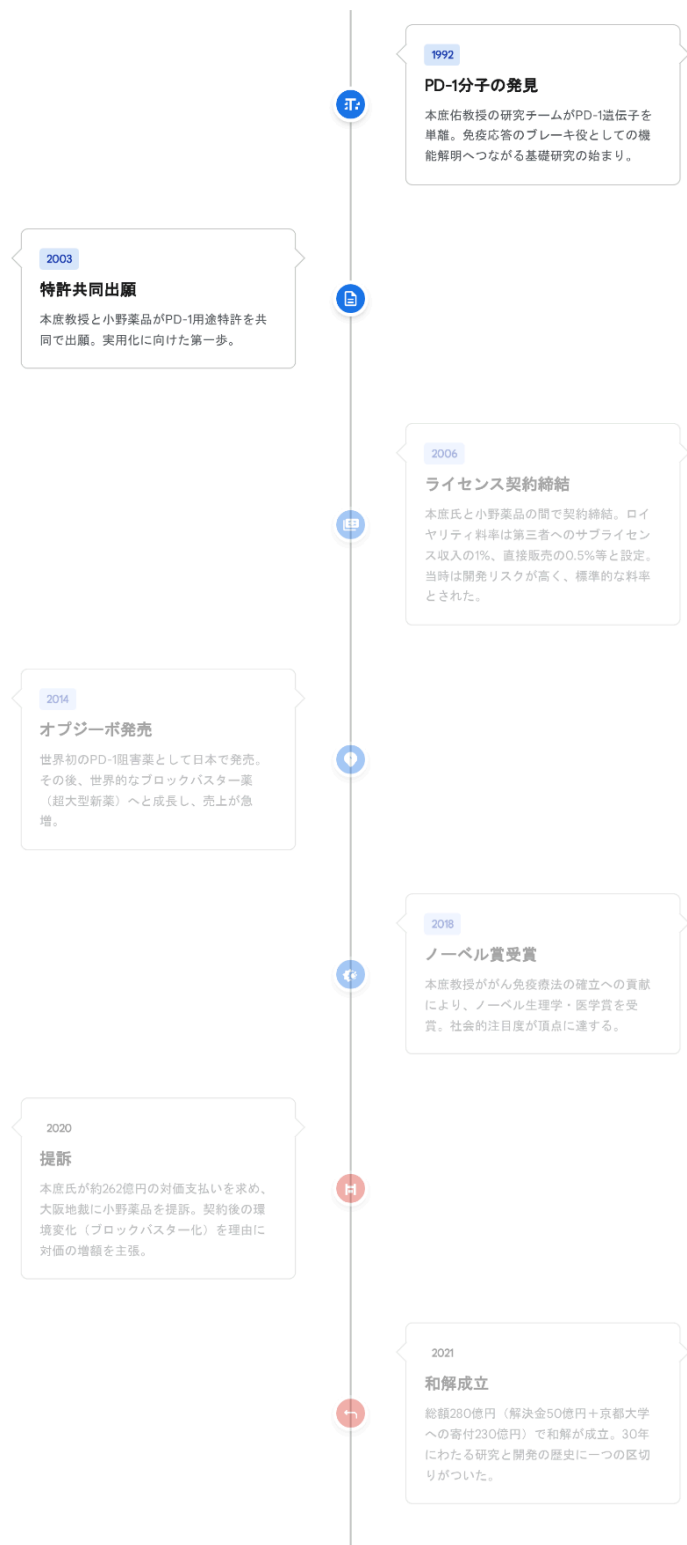 1992
PD-1分子の発見
本庶佑教授の研究チームがPD-1遺伝子を
単離。免疫応答のブレーキ役としての機
能解明へつながる基礎研究の始まり。
2003
特許共同出願
本庶教授と小野薬品がPD-1用途特許を共
同で出願。実用化に向けた第一歩。
2006
ライセンス契約締結
本庶氏と小野薬品の間で契約締結。ロイ
ヤリティ料率は第三者へのサブライセン
ス収入の1%、直接販売の0.5%等と設定。
当時は開発リスクが高く、標準的な料率
とされた。
2014
オプジーボ発売
世界初のPD-1阻害薬として日本で発売。
その後、世界的なブロックバスター薬
（超大型新薬）へと成長し、売上が急
増。
2018
ノーベル賞受賞
本庶教授ががん免疫療法の確立への貢献
により、ノーベル生理学・医学賞を受
賞。社会的注目度が頂点に達する。
2020
提訴
本庶氏が約262億円の対価支払いを求め、
大阪地裁に小野薬品を提訴。契約後の環
境変化（ブロックバスター化）を理由に
対価の増額を主張。
2021
和解成立
総額280億円（解決金50億円＋京都大学
への寄付230億円）で和解が成立。30年
にわたる研究と開発の歴史に一つの区切
りがついた。